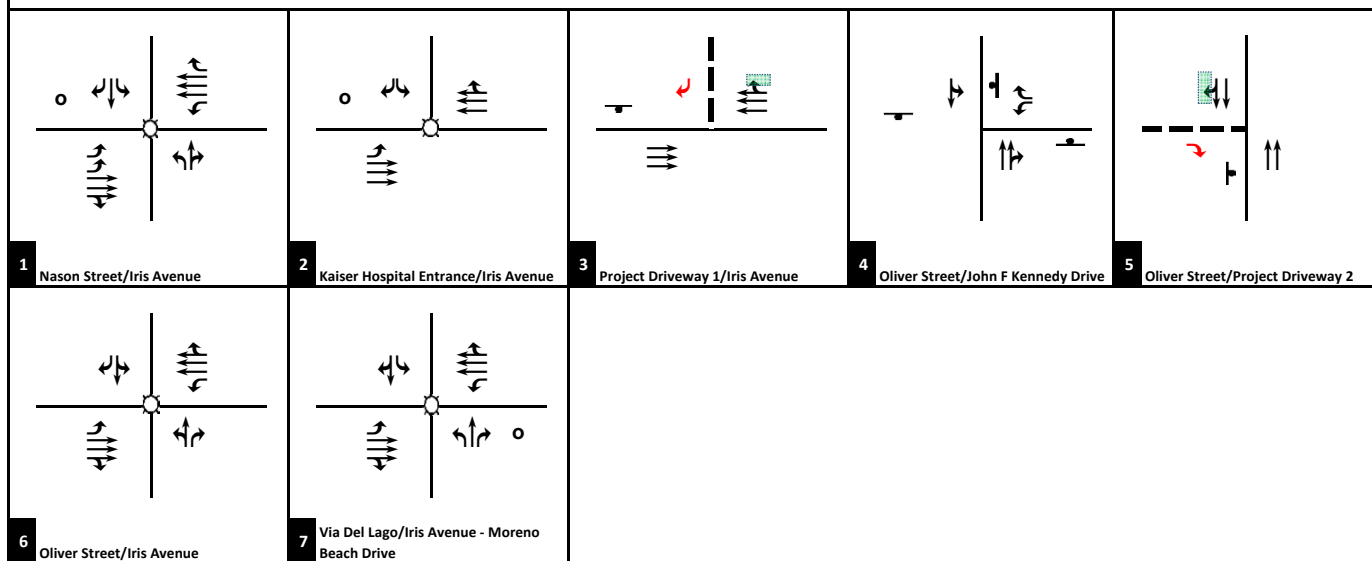 o
o
o
1 Nason Street/Iris Avenue
2 Kaiser Hospital Entrance/Iris Avenue
3 Project Driveway 1/Iris Avenue
4 Oliver Street/John F Kennedy Drive
5 Oliver Street/Project Driveway 2
6 Oliver Street/Iris Avenue
7 Via Del Lago/Iris Avenue - Moreno
Beach Drive